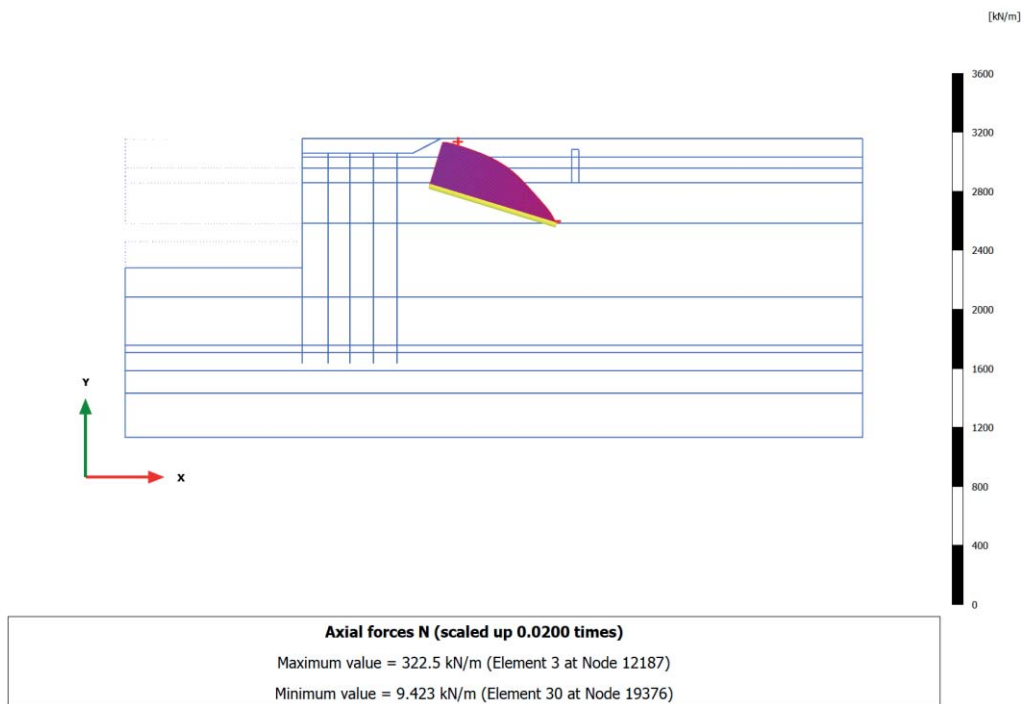 [kN/m]
3600
3200
2800
2400
2000
1600
1200
800
400
0
Y
X
Axial forces N (scaled up 0.0200 times)
Maximum value = 322.5 kN/m (Element 3 at Node 12187)
Minimum value = 9.423 kN/m (Element 30 at Node 19376)